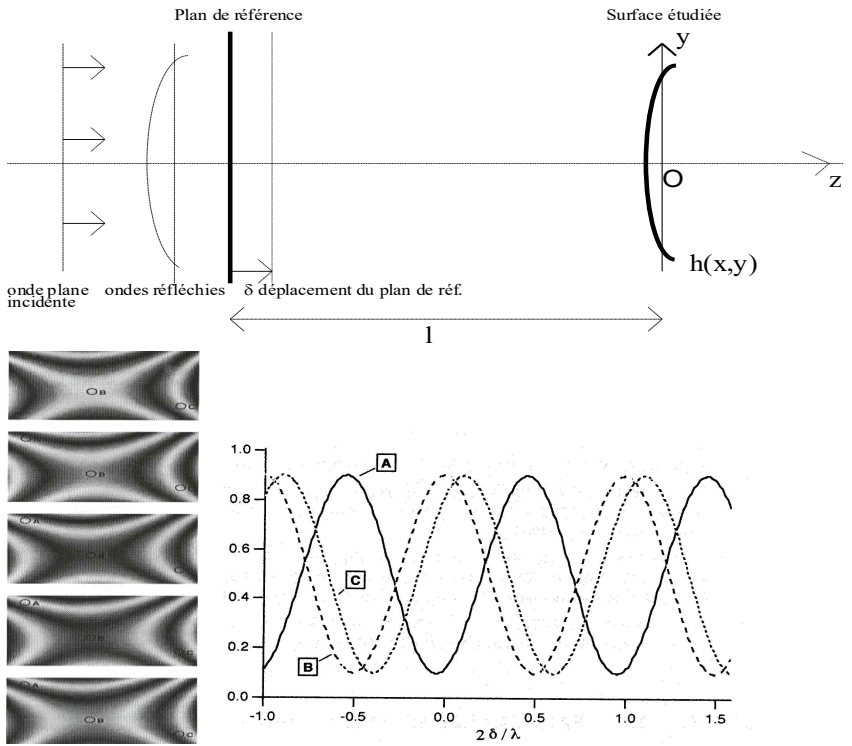 Plan de référence
Surface étudiée
y
O
z
h(x,y)
onde plane
incidente
ondes réfléchies
δ déplacement du plan de réf.
l
B
C
A
B
A
B
A
B
C
A
B
C
1.0
0.8
0.6
0.4
0.2
0.0
A
C
B
-1.0
-0.5
0.0
0.5
1.0
1.5
2 δ / λ